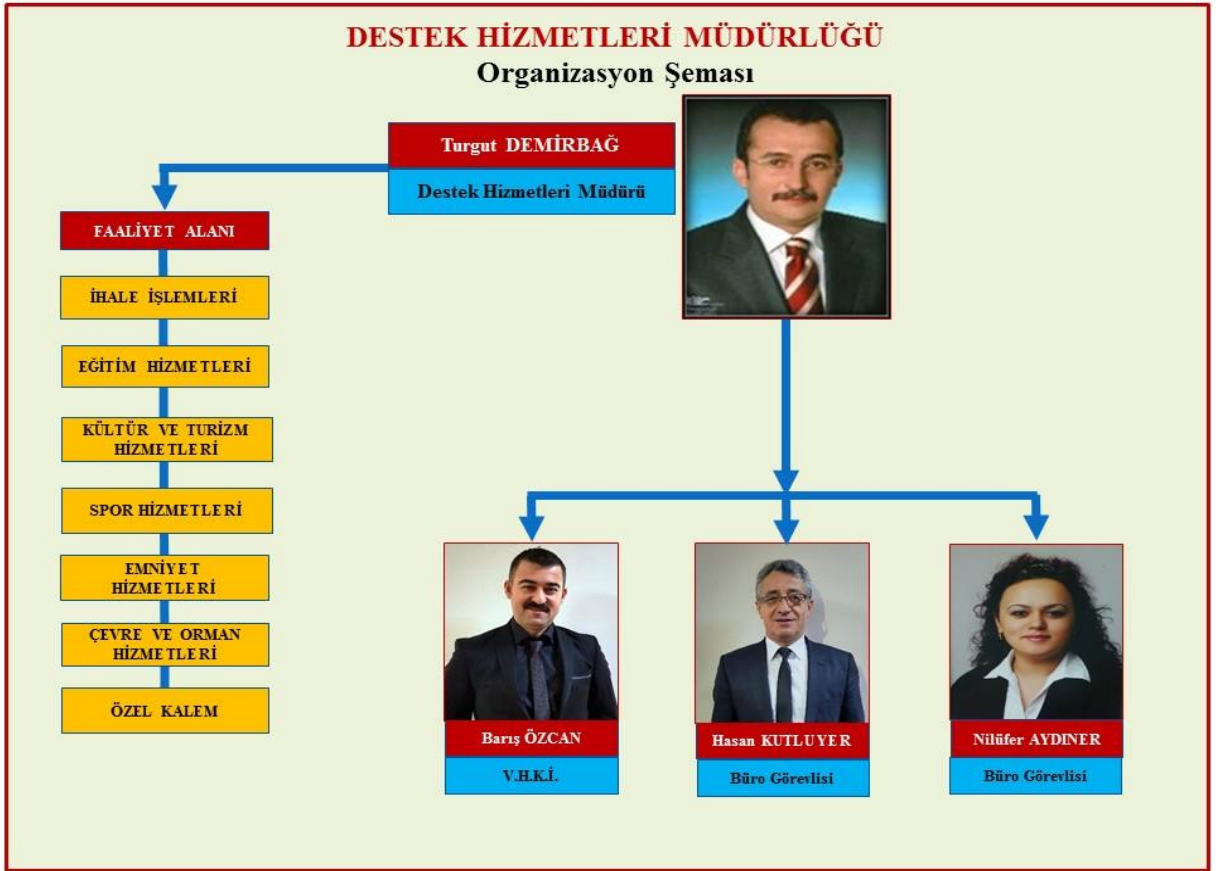 DESTEK HİZMETLERİ MÜDÜRLÜĞÜ
Organizasyon Şeması
Turgut DEMİRBAĞ
Destek Hizmetleri Müdürü
FAALİYET ALANI
İHALE İŞLEMLERİ
EĞİTİM HİZMETLERİ
KÜLTÜR VE TURİZM
HİZMETLERİ
SPOR HİZMETLERİ
EMNİYET
HİZMETLERİ
ÇEVRE VE ORMAN
HİZMETLERİ
ÖZEL KALEM
Barış ÖZCAN
V.H.K.İ.
Hasan KUTLUYER
Büro Görevlisi
Nilüfer AYDINER
Büro Görevlisi